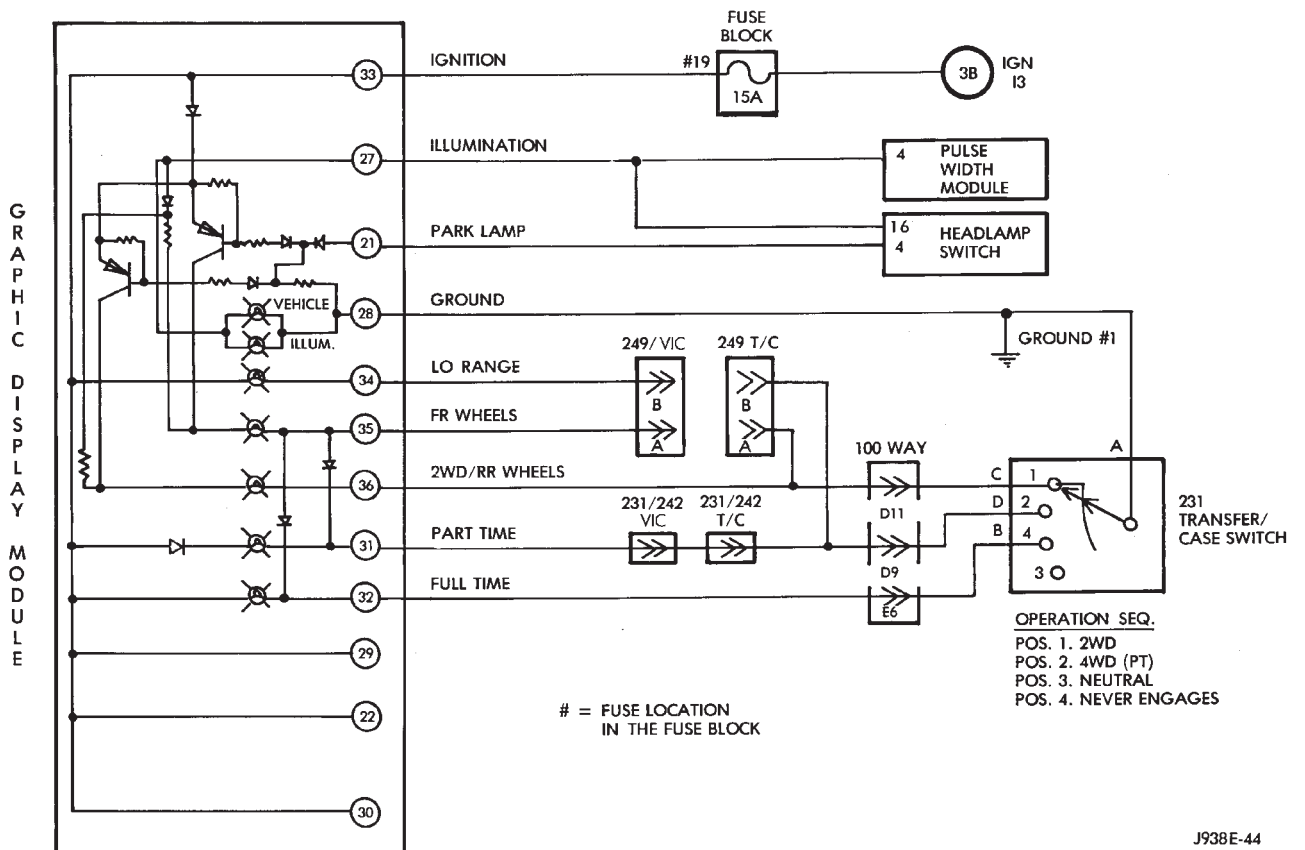 GRAPHIC DISPLAY MODULE
FUSE
BLOCK
33
IGNITION
#19
15A
3B
IGN
I3
27
ILLUMINATION
4
PULSE
WIDTH
MODULE
21
PARK LAMP
16
4
HEADLAMP
SWITCH
VEHICLE
ILLUM.
28
GROUND
GROUND #1
249/VIC
249 T/C
34
LO RANGE
B
B
35
FR WHEELS
A
A
100 WAY
A
36
2WD/RR WHEELS
D11
C
1
231/242
VIC
231/242
T/C
D
2
231
TRANSFER/
CASE SWITCH
31
PART TIME
D9
B
4
3
32
FULL TIME
E6
OPERATION SEQ.
POS. 1. 2WD
POS. 2. 4WD (PT)
POS. 3. NEUTRAL
POS. 4. NEVER ENGAGES
29
22
# = FUSE LOCATION
IN THE FUSE BLOCK
30
J938E-44